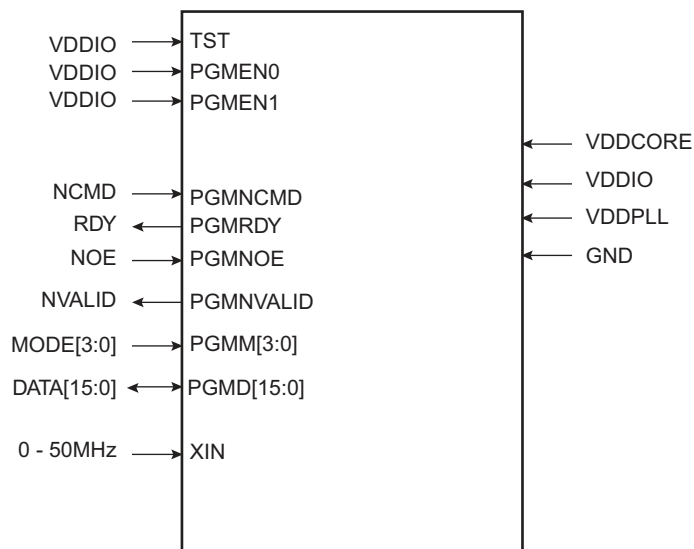 VDDIO TST
VDDIO PGMEN0
VDDIO PGMEN1
VDDCORE
VDDIO
NCMD PGMNCMD
VDDPLL
RDY PGMRDY
GND
NOE PGMNOE
NVALID PGMNVALID
MODE[3:0] PGMM[3:0]
DATA[15:0] PGMD[15:0]
0 - 50MHz XIN